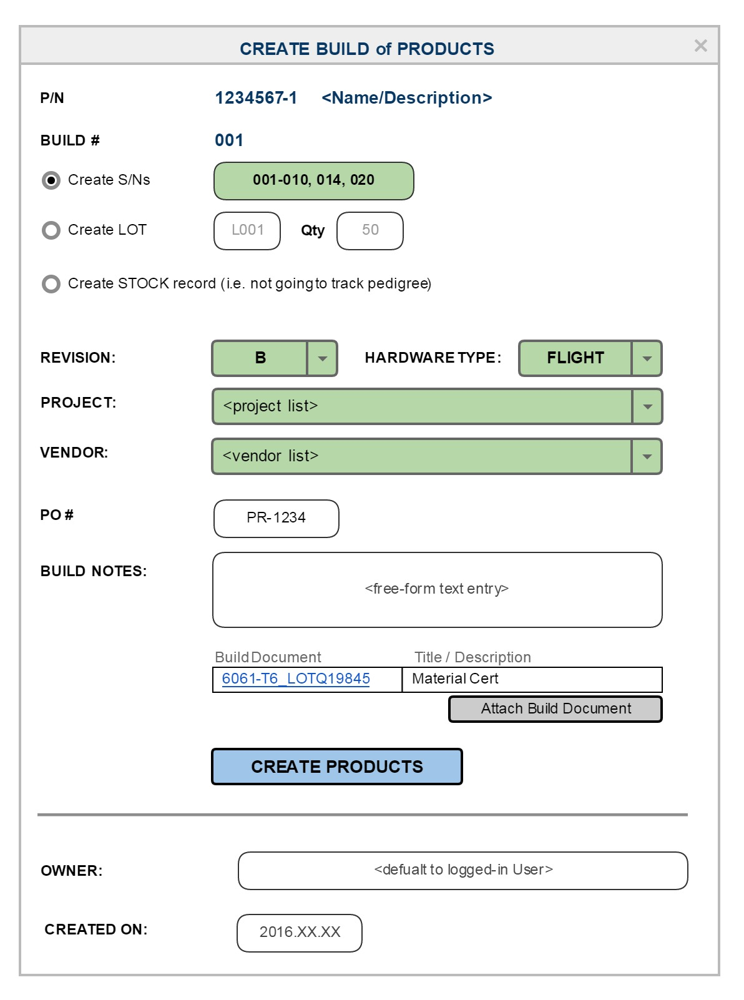 CREATE BUILD of PRODUCTS
P/N 1234567-1 <Name/Description>
BUILD # 001
Create S/Ns 001-010, 014, 020
Create LOT L001 Qty 50
Create STOCK record (i.e. not going to track pedigree)
REVISION: B HARDWARE TYPE: FLIGHT
PROJECT: <project list>
VENDOR: <vendor list>
PO # PR-1234
BUILD NOTES: <free-form text entry>
Build Document Title / Description
6061-T6_LOTQ19845 Material Cert
Attach Build Document
CREATE PRODUCTS
OWNER: <defualt to logged-in User>
CREATED ON: 2016.XX.XX